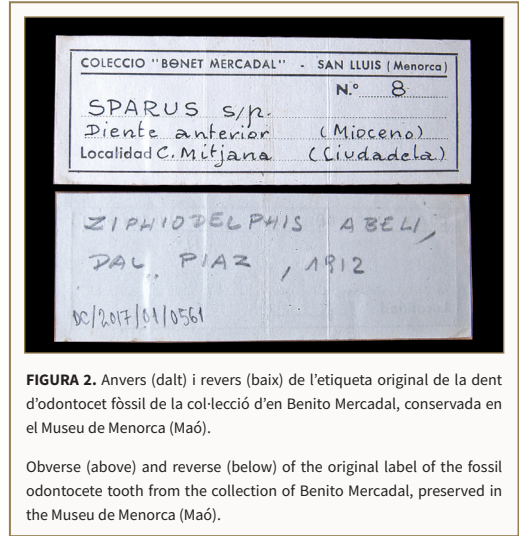 COLECCIO "BONET MERCADAL" - SAN LLUIS (Menorca)
N.º 8
SPARUS s/p.
Diente anterior (Mioceno)
Localidad C. Mitjana (Ciudadela)
ZIPHIODELPHIS ABELI,
DAL PIAZ, 1912
DC/2017/01/0561
FIGURA 2. Anvers (dalt) i revers (baix) de l'etiqueta original de la dent
d'odontocet fòssil de la col·lecció d'en Benito Mercadal, conservada en
el Museu de Menorca (Maó).
Obverse (above) and reverse (below) of the original label of the fossil
odontocete tooth from the collection of Benito Mercadal, preserved in
the Museu de Menorca (Maó).